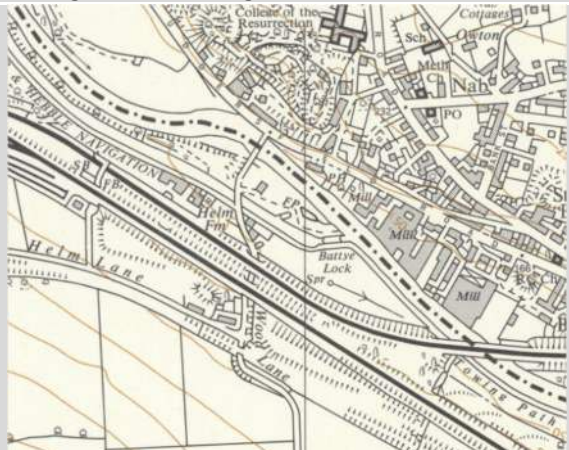 Nab
Cottages
College of the
Resurrection
Sch
Owton
Meth
Nab
PO
& HEBBLE NAVIGATION
SB
FB
PH
Mill
Helm
Fm
FP
Mill
Battye
Lock
Spr
Mill
Helm Lane
Wood
Lane
Towing Path